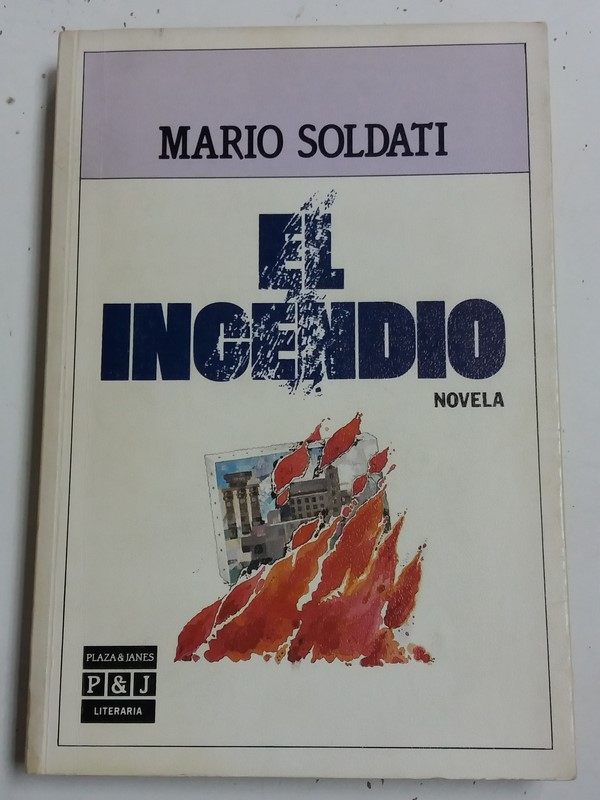 MARIO SOLDATI
EL
INCENDIO
NOVELA
PLAZA & JANES
P & J
LITERARIA